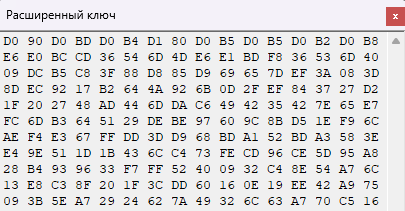 Расширенный ключ
x
D0 90 D0 BD D0 B4 D1 80 D0 B5 D0 B5 D0 B2 D0 B8
E6 E0 BC CD 36 54 6D 4D E6 E1 BD F8 36 53 6D 40
09 DC B5 C8 3F 88 D8 85 D9 69 65 7D EF 3A 08 3D
8D EC 92 17 B2 64 4A 92 6B 0D 2F EF 84 37 27 D2
1F 20 27 48 AD 44 6D DA C6 49 42 35 42 7E 65 E7
FC 6D B3 64 51 29 DE BE 97 60 9C 8B D5 1E F9 6C
AE F4 E3 67 FF DD 3D D9 68 BD A1 52 BD A3 58 3E
E4 9E 51 1D 1B 43 6C C4 73 FE CD 96 CE 5D 95 A8
28 B4 93 96 33 F7 FF 52 40 09 32 C4 8E 54 A7 6C
13 E8 C3 8F 20 1F 3C DD 60 16 0E 19 EE 42 A9 75
09 3B 5E A7 29 24 62 7A 49 32 6C 63 A7 70 C5 16